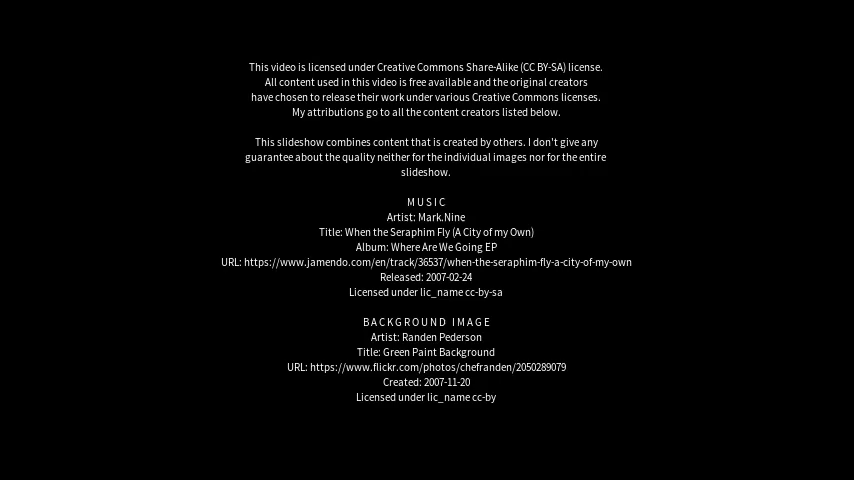 This video is licensed under Creative Commons Share-Alike (CC BY-SA) license.
All content used in this video is free available and the original creators
have chosen to release their work under various Creative Commons licenses.
My attributions go to all the content creators listed below.
This slideshow combines content that is created by others. I don't give any
guarantee about the quality neither for the individual images nor for the entire
slideshow.
MUSIC
Artist: Mark.Nine
Title: When the Seraphim Fly (A City of my Own)
Album: Where Are We Going EP
URL: https://www.jamendo.com/en/track/36537/when-the-seraphim-fly-a-city-of-my-own
Released: 2007-02-24
Licensed under lic_name cc-by-sa
BACKGROUND IMAGE
Artist: Randen Pederson
Title: Green Paint Background
URL: https://www.flickr.com/photos/chefranden/2050289079
Created: 2007-11-20
Licensed under lic_name cc-by